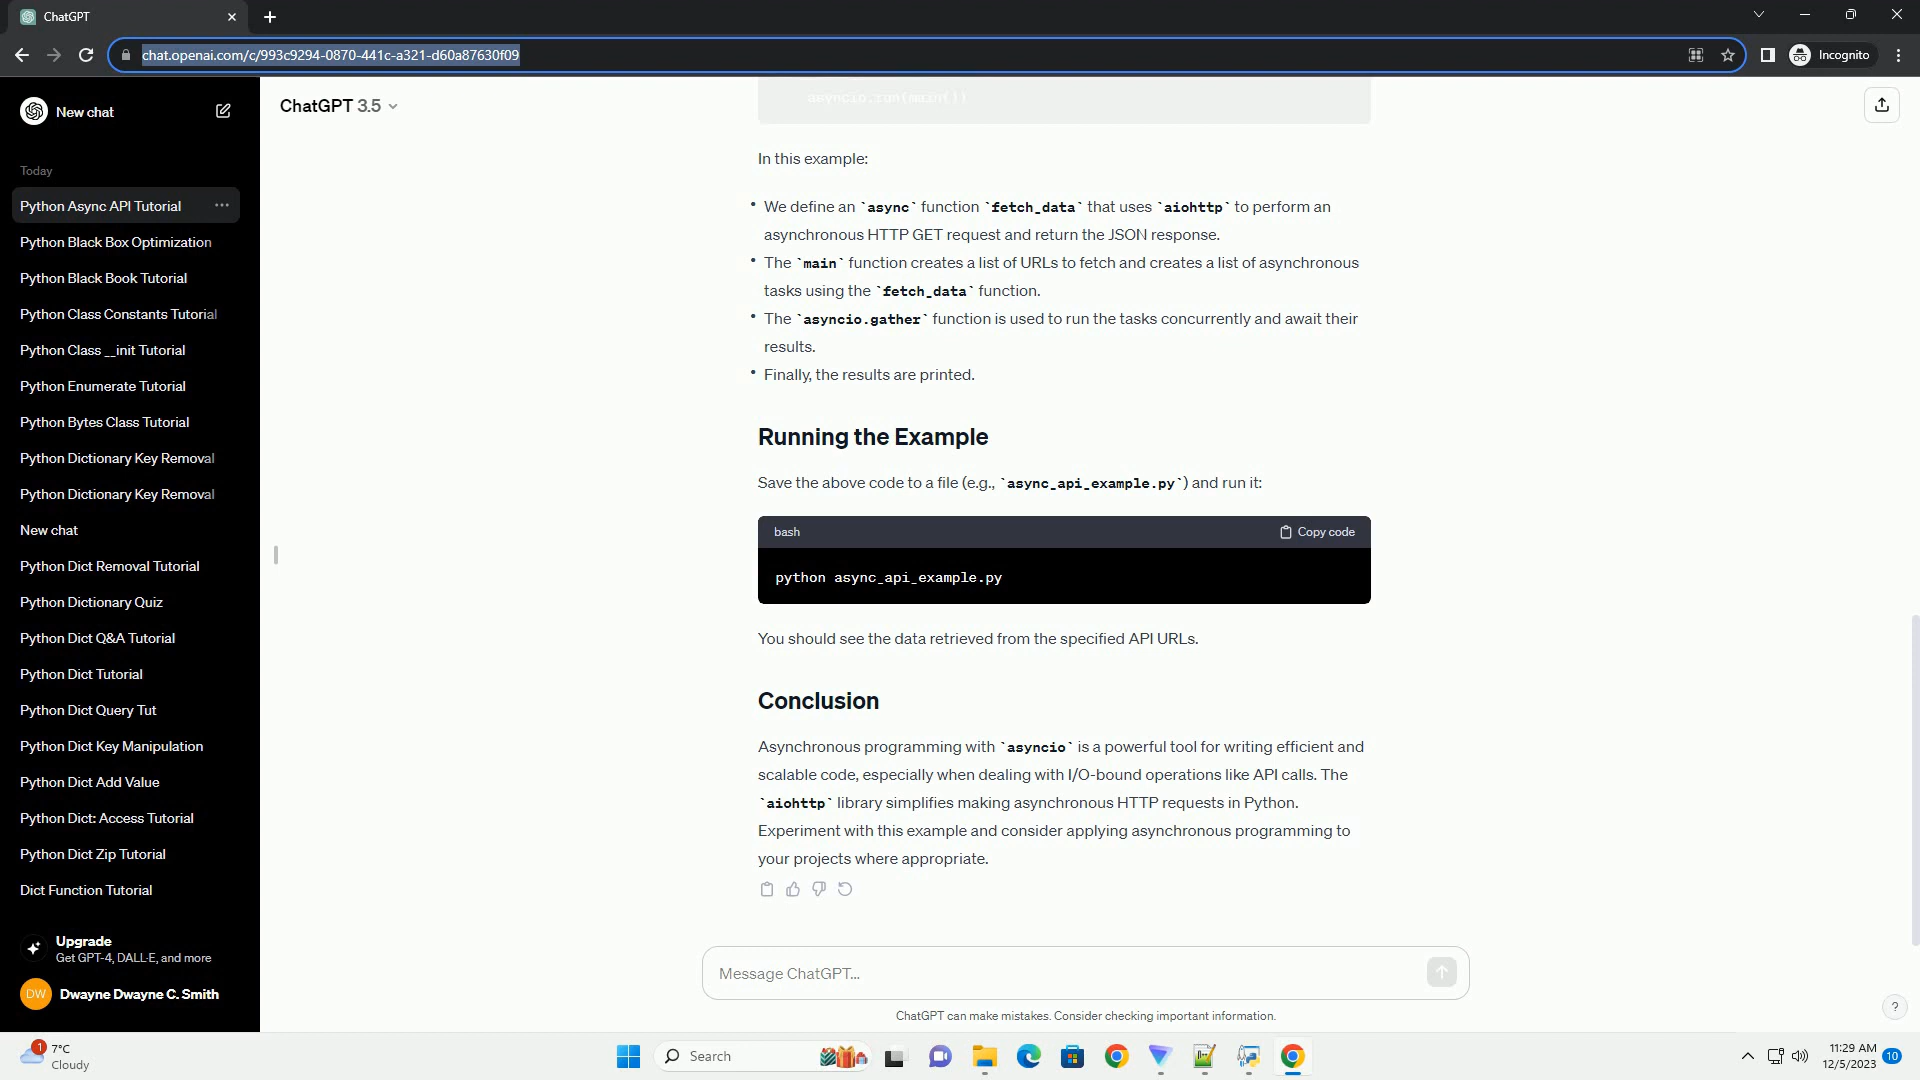 ChatGPT
chat.openai.com/c/993c9294-0870-441c-a321-d60a87630f09
Incognito
New chat
Today
Python Async API Tutorial
Python Black Box Optimization
Python Black Book Tutorial
Python Class Constants Tutorial
Python Class __init Tutorial
Python Enumerate Tutorial
Python Bytes Class Tutorial
Python Dictionary Key Removal
Python Dictionary Key Removal
New chat
Python Dict Removal Tutorial
Python Dictionary Quiz
Python Dict Q&A Tutorial
Python Dict Tutorial
Python Dict Query Tut
Python Dict Key Manipulation
Python Dict Add Value
Python Dict: Access Tutorial
Python Dict Zip Tutorial
Dict Function Tutorial
Upgrade
Get GPT-4, DALL·E, and more
DW
Dwayne Dwayne C. Smith
ChatGPT 3.5
asyncio.run(main())
In this example:
• We define an `async` function `fetch_data` that uses `aiohttp` to perform an
asynchronous HTTP GET request and return the JSON response.
• The `main` function creates a list of URLs to fetch and creates a list of asynchronous
tasks using the `fetch_data` function.
• The `asyncio.gather` function is used to run the tasks concurrently and await their
results.
• Finally, the results are printed.
Running the Example
Save the above code to a file (e.g., `async_api_example.py`) and run it:
bash
Copy code
python async_api_example.py
You should see the data retrieved from the specified API URLs.
Conclusion
Asynchronous programming with `asyncio` is a powerful tool for writing efficient and
scalable code, especially when dealing with I/O-bound operations like API calls. The
`aiohttp` library simplifies making asynchronous HTTP requests in Python.
Experiment with this example and consider applying asynchronous programming to
your projects where appropriate.
Message ChatGPT...
ChatGPT can make mistakes. Consider checking important information.
?
1
7°C
Cloudy
Search
11:29 AM
12/5/2023
10